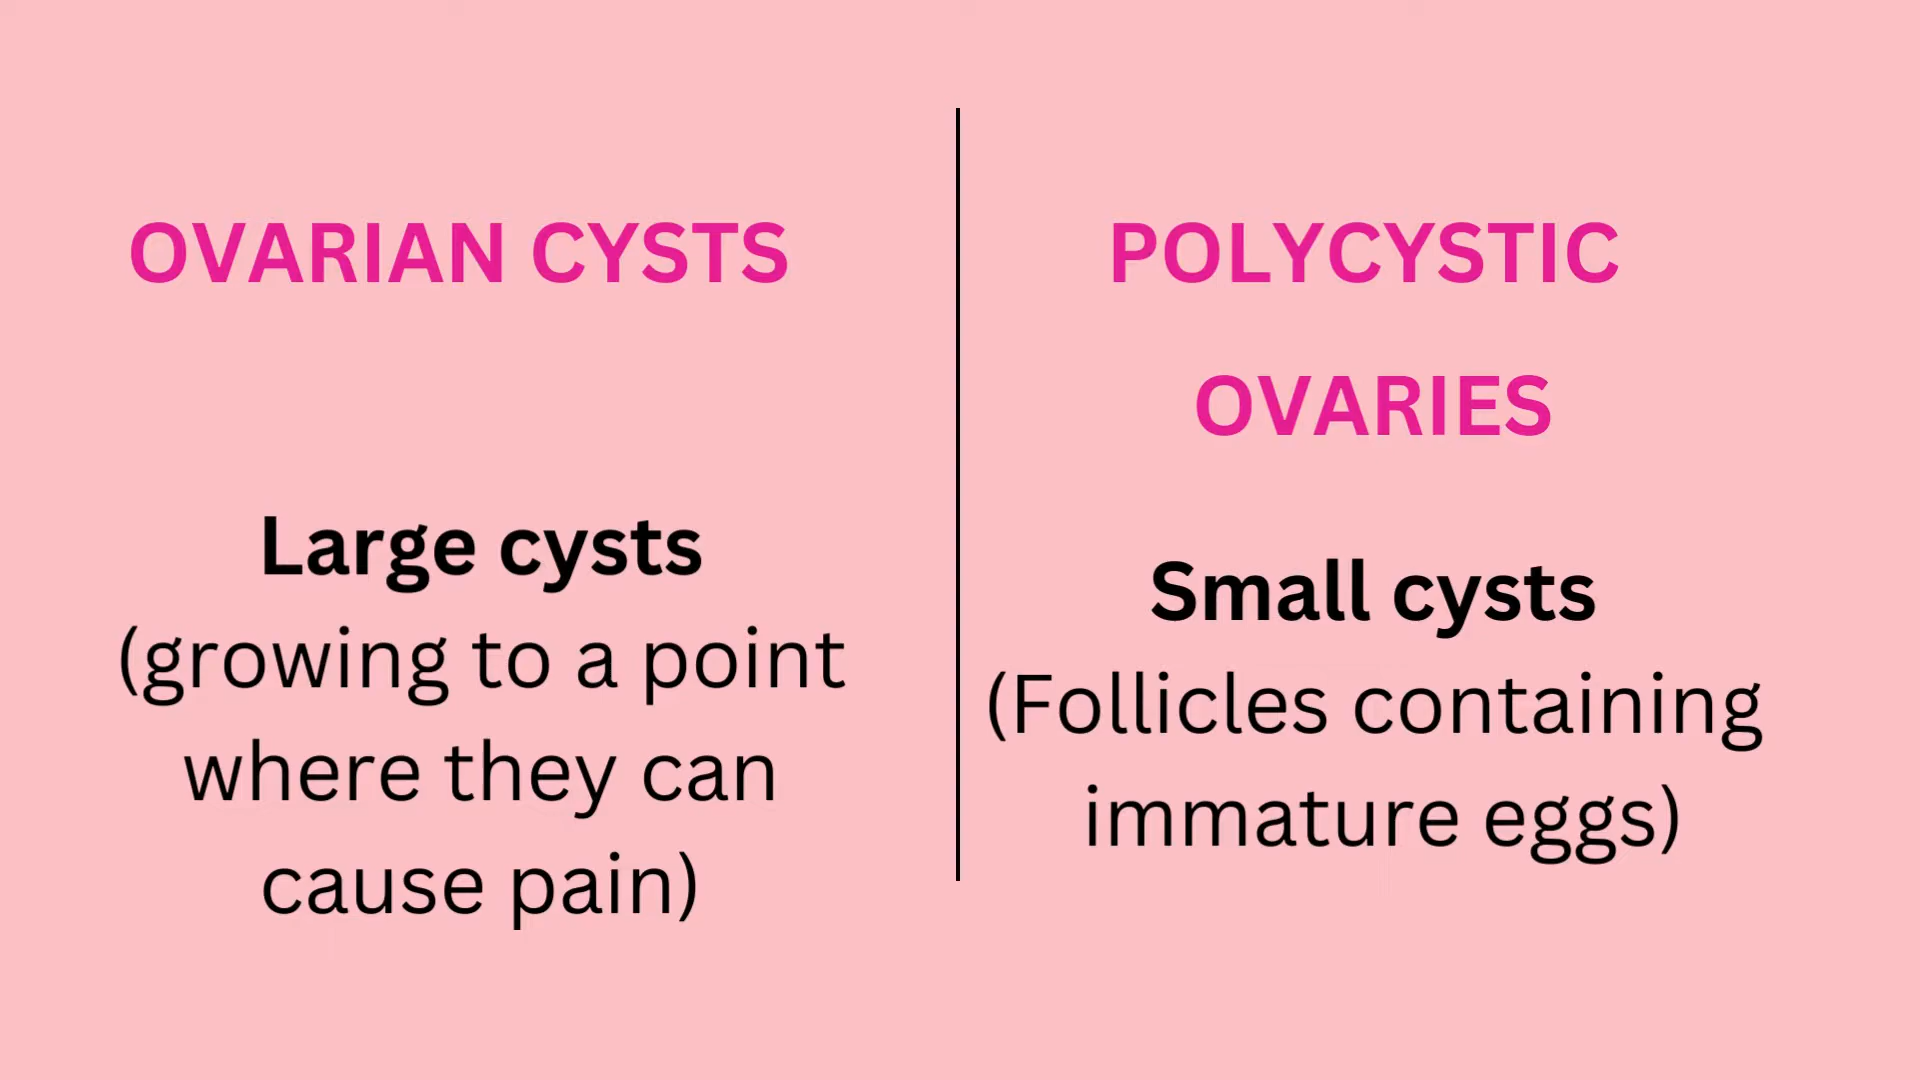 OVARIAN CYSTS
Large cysts
(growing to a point
where they can
cause pain)
POLYCYSTIC
OVARIES
Small cysts
(Follicles containing
immature eggs)